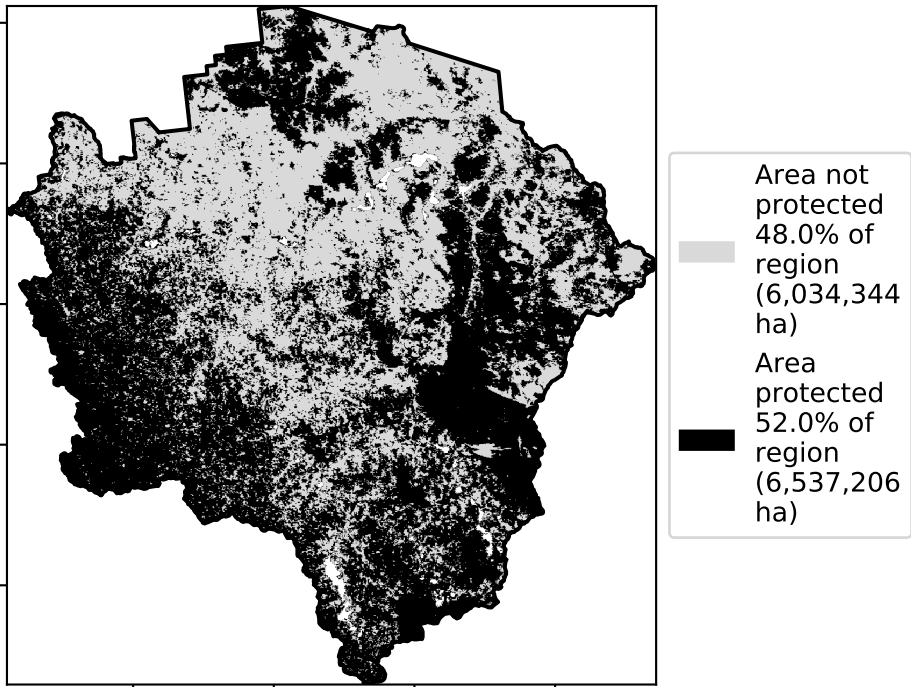 Area not
protected
48.0% of
region
(6,034,344
ha)
Area
protected
52.0% of
region
(6,537,206
ha)